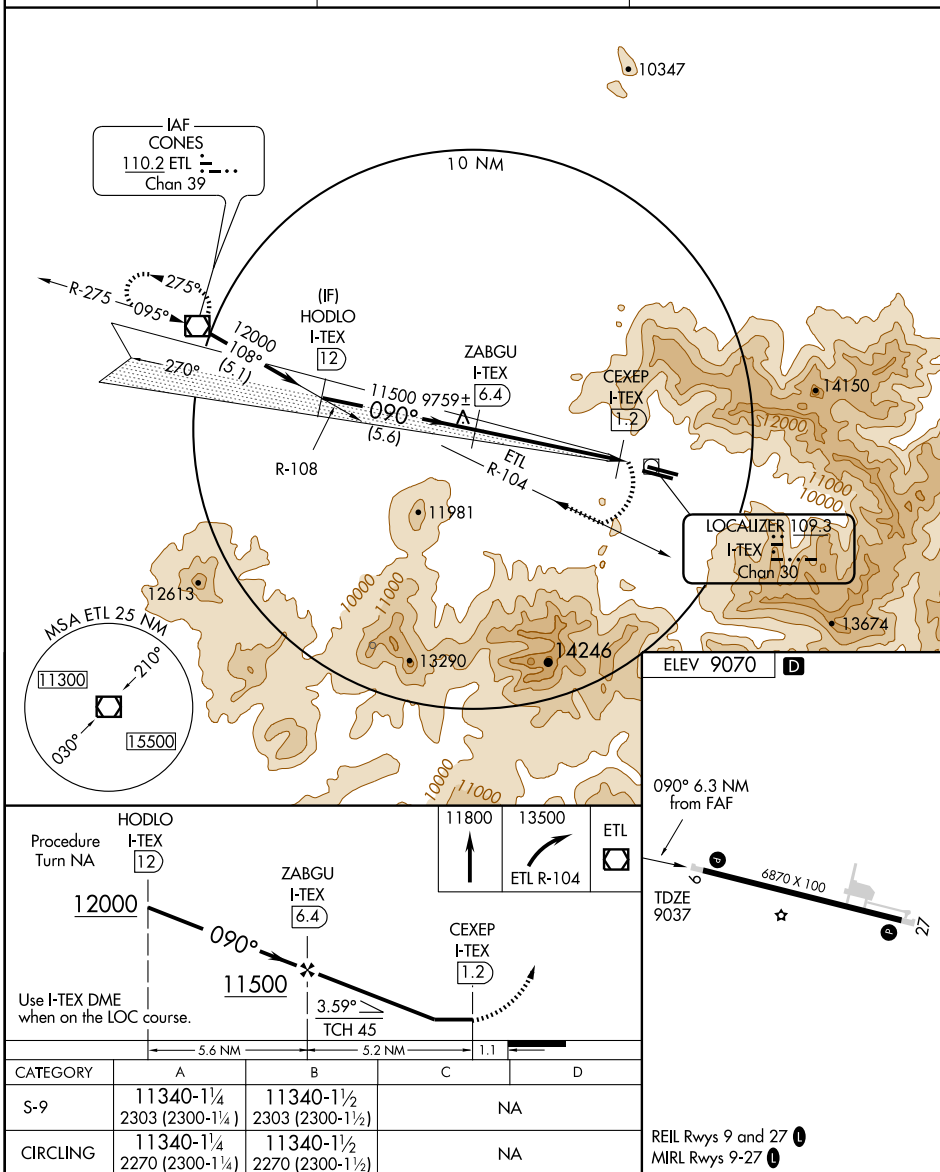 10347
IAF
CONES
110.2 ETL
Chan 39
10 NM
R-275
095°
275°
12000
108°
(5.1)
270°
(IF)
HODLO
I-TEX
12
11500
9759±
090°
(5.6)
ZABGU
I-TEX
6.4
CEXEP
I-TEX
1.2
R-108
ETL
R-104
14150
12000
11000
10000
LOCALIZER 109.3
I-TEX
Chan 30
11981
12613
10000
11000
13290
14246
13674
10000
11000
MSA ETL 25 NM
11300
210°
030°
15500
ELEV 9070
D
090° 6.3 NM
from FAF
9
TDZE
9037
P
6870 X 100
P
27
REIL Rwys 9 and 27 L
MIRL Rwys 9-27 L
Procedure
Turn NA
HODLO
I-TEX
12
12000
090°
ZABGU
I-TEX
6.4
11500
3.59°
TCH 45
CEXEP
I-TEX
1.2
11800
13500
ETL R-104
ETL
Use I-TEX DME
when on the LOC course.
5.6 NM
5.2 NM
1.1
CATEGORY A B C D
S-9 11340-1¼ 11340-1½ NA
2303 (2300-1¼) 2303 (2300-1½)
CIRCLING 11340-1¼ 11340-1½ NA
2270 (2300-1¼) 2270 (2300-1½)